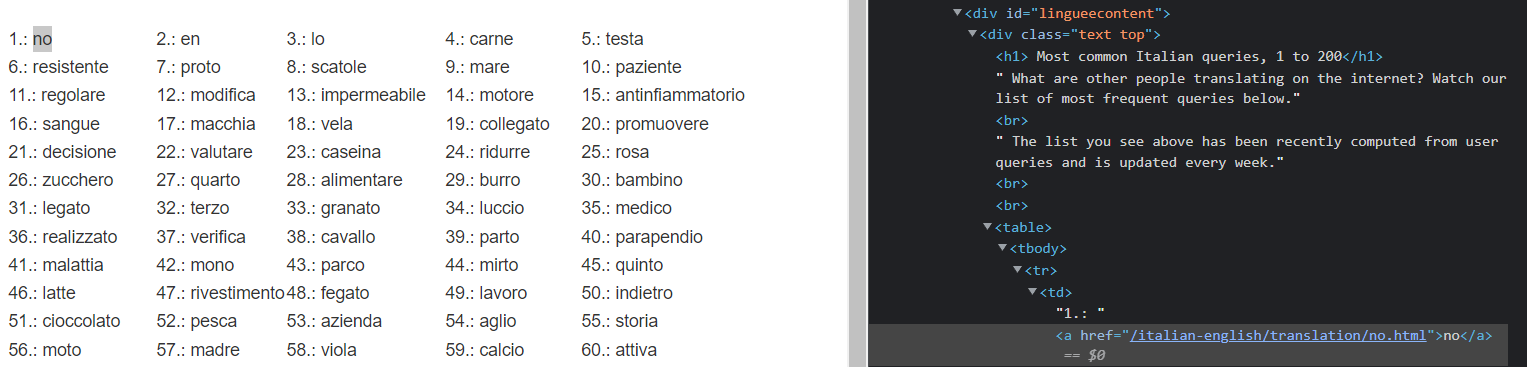 1.: no 2.: en 3.: lo 4.: carne 5.: testa
6.: resistente 7.: proto 8.: scatole 9.: mare 10.: paziente
11.: regolare 12.: modifica 13.: impermeabile 14.: motore 15.: antinfiammatorio
16.: sangue 17.: macchia 18.: vela 19.: collegato 20.: promuovere
21.: decisione 22.: valutare 23.: caseina 24.: ridurre 25.: rosa
26.: zucchero 27.: quarto 28.: alimentare 29.: burro 30.: bambino
31.: legato 32.: terzo 33.: granato 34.: luccio 35.: medico
36.: realizzato 37.: verifica 38.: cavallo 39.: parto 40.: parapendio
41.: malattia 42.: mono 43.: parco 44.: mirto 45.: quinto
46.: latte 47.: rivestimento 48.: fegato 49.: lavoro 50.: indietro
51.: cioccolato 52.: pesca 53.: azienda 54.: aglio 55.: storia
56.: moto 57.: madre 58.: viola 59.: calcio 60.: attiva
<div id="lingueecontent">
<div class="text top">
<h1> Most common Italian queries, 1 to 200</h1>
" What are other people translating on the internet? Watch our
list of most frequent queries below."
<br>
" The list you see above has been recently computed from user
queries and is updated every week."
<br>
<br>
<table>
<tbody>
<tr>
<td>
"1.: "
<a href="/italian-english/translation/no.html">no</a>
== $0